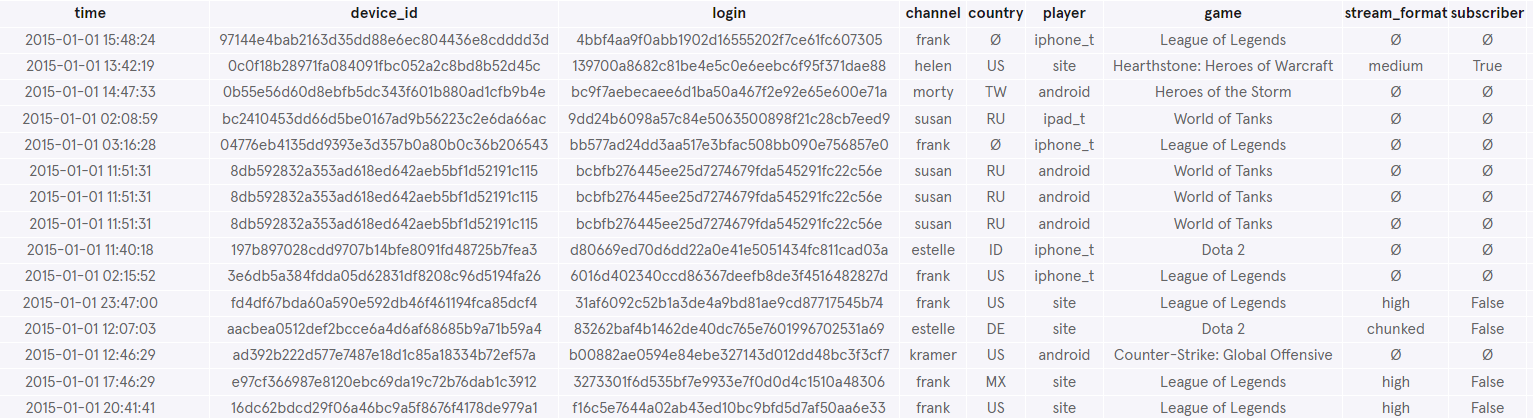 time device_id login channel country player game stream_format subscriber
2015-01-01 15:48:24 97144e4bab2163d35dd88e6ec804436e8cdddd3d 4bbf4aa9f0abb1902d16555202f7ce61fc607305 frank Ø iphone_t League of Legends Ø Ø
2015-01-01 13:42:19 0c0f18b28971fa084091fbc052a2c8bd8b52d45c 139700a8682c81be4e5c0e6eebc6f95f371dae88 helen US site Hearthstone: Heroes of Warcraft medium True
2015-01-01 14:47:33 0b55e56d60d8ebfb5dc343f601b880ad1cfb9b4e bc9f7aebecaee6d1ba50a467f2e92e65e600e71a morty TW android Heroes of the Storm Ø Ø
2015-01-01 02:08:59 bc2410453dd66d5be0167ad9b56223c2e6da66ac 9dd24b6098a57c84e5063500898f21c28cb7eed9 susan RU ipad_t World of Tanks Ø Ø
2015-01-01 03:16:28 04776eb4135dd9393e3d357b0a80b0c36b206543 bb577ad24dd3aa517e3bfac508bb090e756857e0 frank Ø iphone_t League of Legends Ø Ø
2015-01-01 11:51:31 8db592832a353ad618ed642aeb5bf1d52191c115 bcbfb276445ee25d7274679fda545291fc22c56e susan RU android World of Tanks Ø Ø
2015-01-01 11:51:31 8db592832a353ad618ed642aeb5bf1d52191c115 bcbfb276445ee25d7274679fda545291fc22c56e susan RU android World of Tanks Ø Ø
2015-01-01 11:51:31 8db592832a353ad618ed642aeb5bf1d52191c115 bcbfb276445ee25d7274679fda545291fc22c56e susan RU android World of Tanks Ø Ø
2015-01-01 11:40:18 197b897028cdd9707b14bfe8091fd48725b7fea3 d80669ed70d6dd22a0e41e5051434fc811cad03a estelle ID iphone_t Dota 2 Ø Ø
2015-01-01 02:15:52 3e6db5a384fdda05d62831df8208c96d5194fa26 6016d402340ccd86367deefb8de3f4516482827d frank US iphone_t League of Legends Ø Ø
2015-01-01 23:47:00 fd4df67bda60a590e592db46f461194fca85dcf4 31af6092c52b1a3de4a9bd81ae9cd87717545b74 frank US site League of Legends high False
2015-01-01 12:07:03 aacbea0512def2bcce6a4d6af68685b9a71b59a4 83262baf4b1462de40dc765e7601996702531a69 estelle DE site Dota 2 chunked False
2015-01-01 12:46:29 ad392b222d577e7487e18d1c85a18334b72ef57a b00882ae0594e84ebe327143d012dd48bc3f3cf7 kramer US android Counter-Strike: Global Offensive Ø Ø
2015-01-01 17:46:29 e97cf366987e8120ebc69da19c72b76dab1c3912 3273301f6d535bf7e9933e7f0d0d4c1510a48306 frank MX site League of Legends high False
2015-01-01 20:41:41 16dc62bdcd29f06a46bc9a5f8676f4178de979a1 f16c5e7644a02ab43ed10bc9bfd5d7af50aa6e33 frank US site League of Legends high False